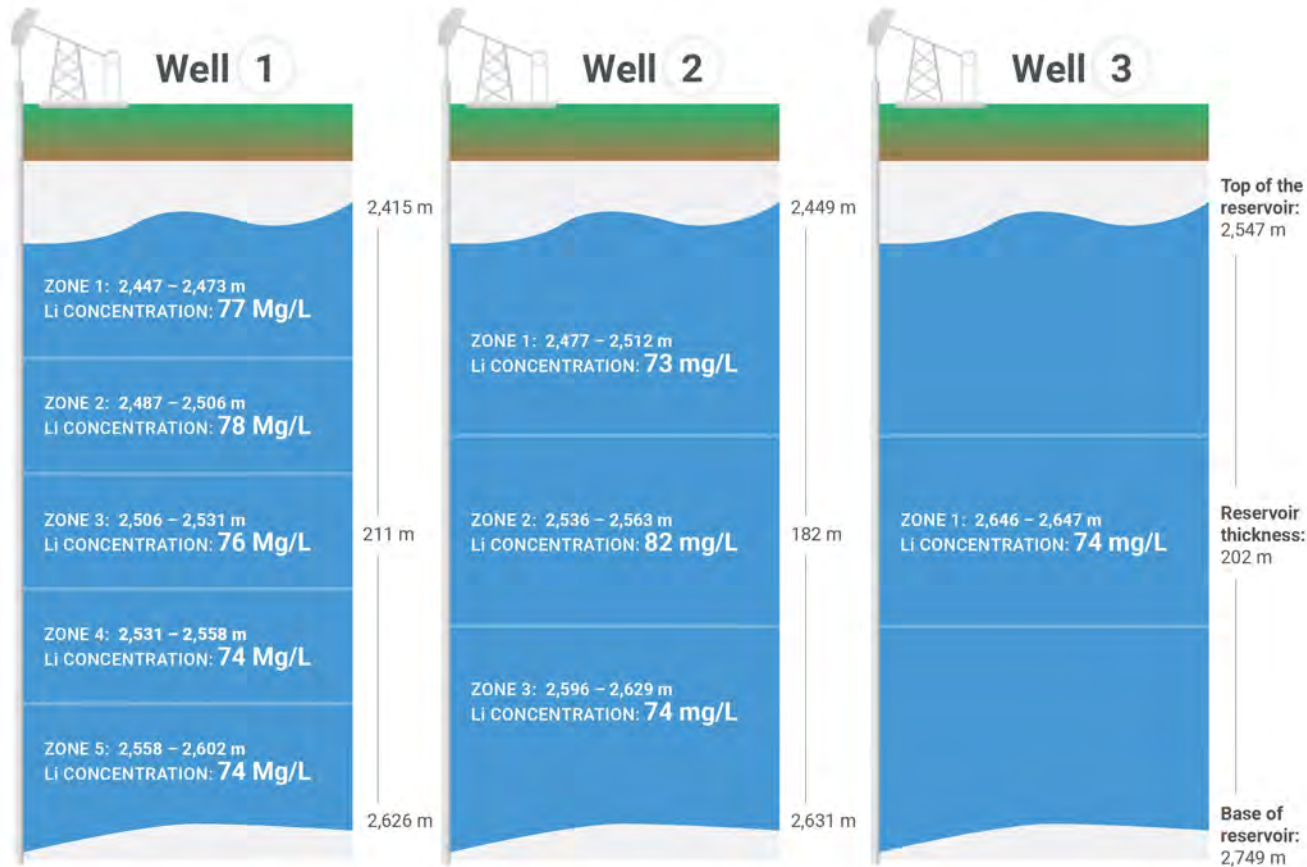 Well 1
2,415 m
ZONE 1: 2,447 – 2,473 m
Li CONCENTRATION: 77 Mg/L
ZONE 2: 2,487 – 2,506 m
Li CONCENTRATION: 78 Mg/L
ZONE 3: 2,506 – 2,531 m
Li CONCENTRATION: 76 Mg/L
211 m
ZONE 4: 2,531 – 2,558 m
Li CONCENTRATION: 74 Mg/L
ZONE 5: 2,558 – 2,602 m
Li CONCENTRATION: 74 Mg/L
2,626 m
Well 2
2,449 m
ZONE 1: 2,477 – 2,512 m
Li CONCENTRATION: 73 mg/L
ZONE 2: 2,536 – 2,563 m
Li CONCENTRATION: 82 mg/L
182 m
ZONE 3: 2,596 – 2,629 m
Li CONCENTRATION: 74 mg/L
2,631 m
Well 3
Top of the
reservoir:
2,547 m
ZONE 1: 2,646 – 2,647 m
Li CONCENTRATION: 74 mg/L
Reservoir
thickness:
202 m
Base of
reservoir:
2,749 m